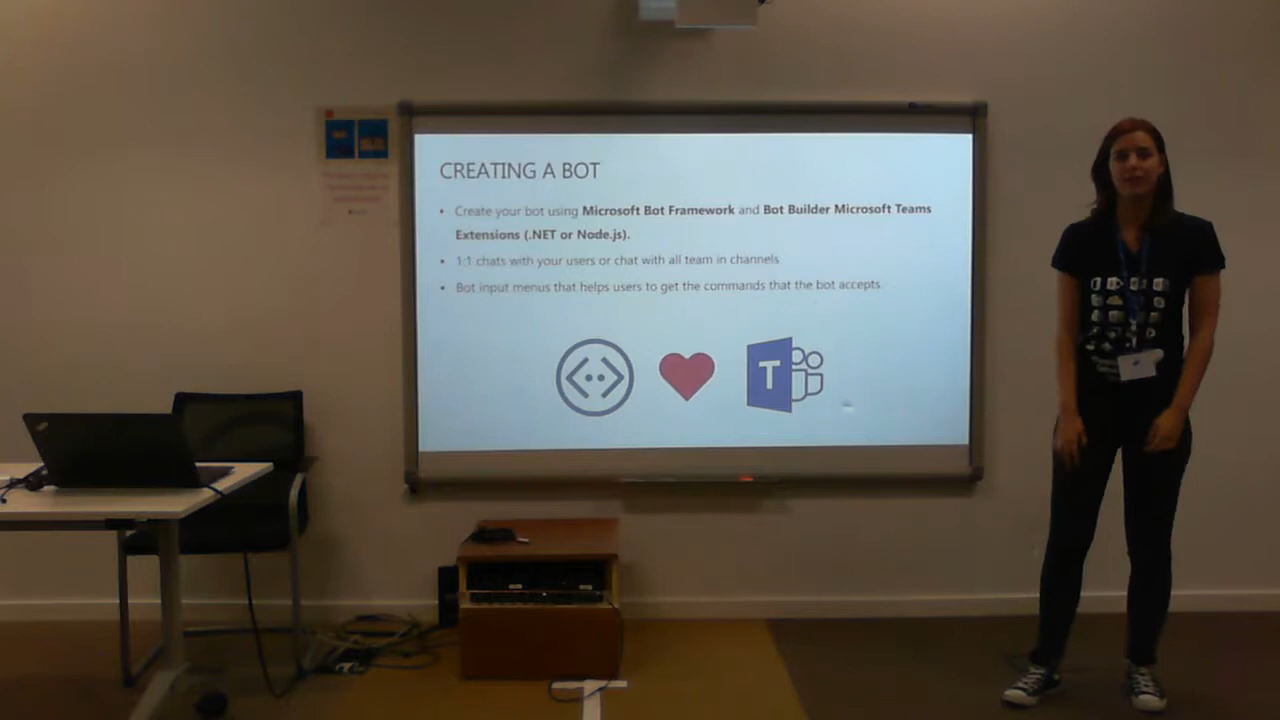 CREATING A BOT
• Create your bot using Microsoft Bot Framework and Bot Builder Microsoft Teams
Extensions (.NET or Node.js).
• 1:1 chats with your users or chat with all team in channels
• Bot input menus that helps users to get the commands that the bot accepts
T